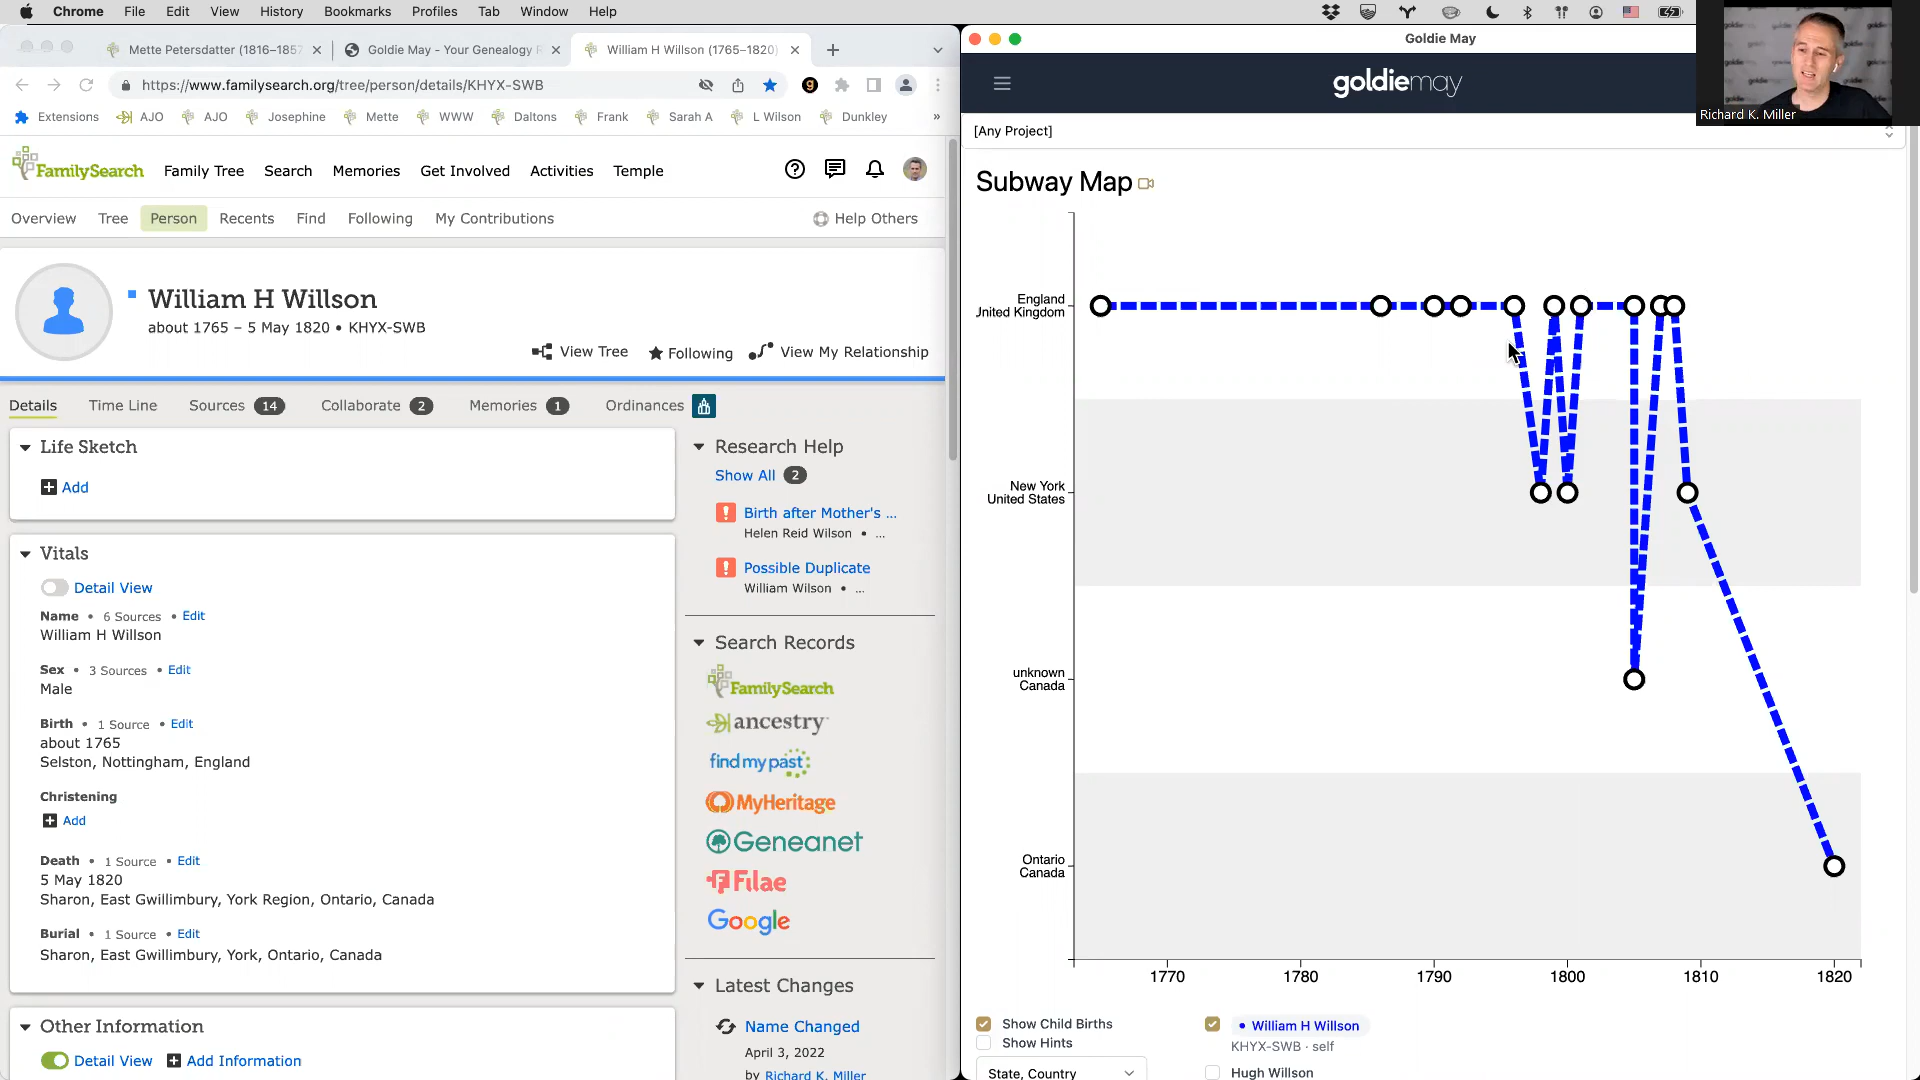 Chrome File Edit View History Bookmarks Profiles Tab Window Help
Mette Petersdatter (1816–1857
Goldie May - Your Genealogy R
William H Willson (1765–1820)
https://www.familysearch.org/tree/person/details/KHYX-SWB
Extensions AJO AJO Josephine Mette WWW Daltons Frank Sarah A L Wilson Dunkley »
FamilySearch Family Tree Search Memories Get Involved Activities Temple
Overview Tree Person Recents Find Following My Contributions Help Others
William H Willson
about 1765 – 5 May 1820 • KHYX-SWB
View Tree Following View My Relationship
Details Time Line Sources 14 Collaborate 2 Memories 1 Ordinances
Life Sketch
Add
Vitals
Detail View
Name • 6 Sources • Edit
William H Willson
Sex • 3 Sources • Edit
Male
Birth • 1 Source • Edit
about 1765
Selston, Nottingham, England
Christening
Add
Death • 1 Source • Edit
5 May 1820
Sharon, East Gwillimbury, York Region, Ontario, Canada
Burial • 1 Source • Edit
Sharon, East Gwillimbury, York, Ontario, Canada
Other Information
Detail View Add Information
Research Help
Show All 2
Birth after Mother's ...
Helen Reid Wilson • ...
Possible Duplicate
William Wilson • ...
Search Records
FamilySearch
ancestry
findmypast
MyHeritage
Geneanet
Filae
Google
Latest Changes
Name Changed
April 3, 2022
by Richard K. Miller
Goldie May
goldiemay
Richard K. Miller
[Any Project]
Subway Map
England
United Kingdom
New York
United States
unknown
Canada
Ontario
Canada
1770 1780 1790 1800 1810 1820
Show Child Births
Show Hints
State, Country
• William H Willson
KHYX-SWB · self
Hugh Willson